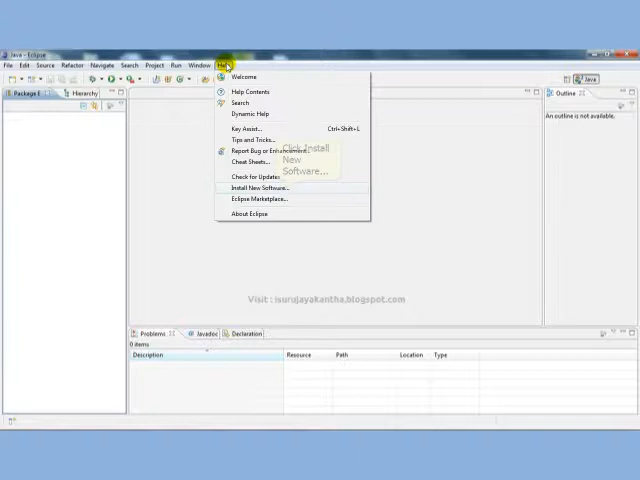 Java - Eclipse
File Edit Source Refactor Navigate Search Project Run Window
Java
Package E
Hierarchy
Outline
Welcome
Help Contents
Search
Dynamic Help
Key Assist... Ctrl+Shift+L
Tips and Tricks...
Report Bug or Enhancement...
Cheat Sheets...
Check for Updates
Install New Software...
Eclipse Marketplace...
About Eclipse
Click Install
New
Software...
An outline is not available.
Visit : isurujayakantha.blogspot.com
Problems Javadoc Declaration
0 items
Description Resource Path Location Type